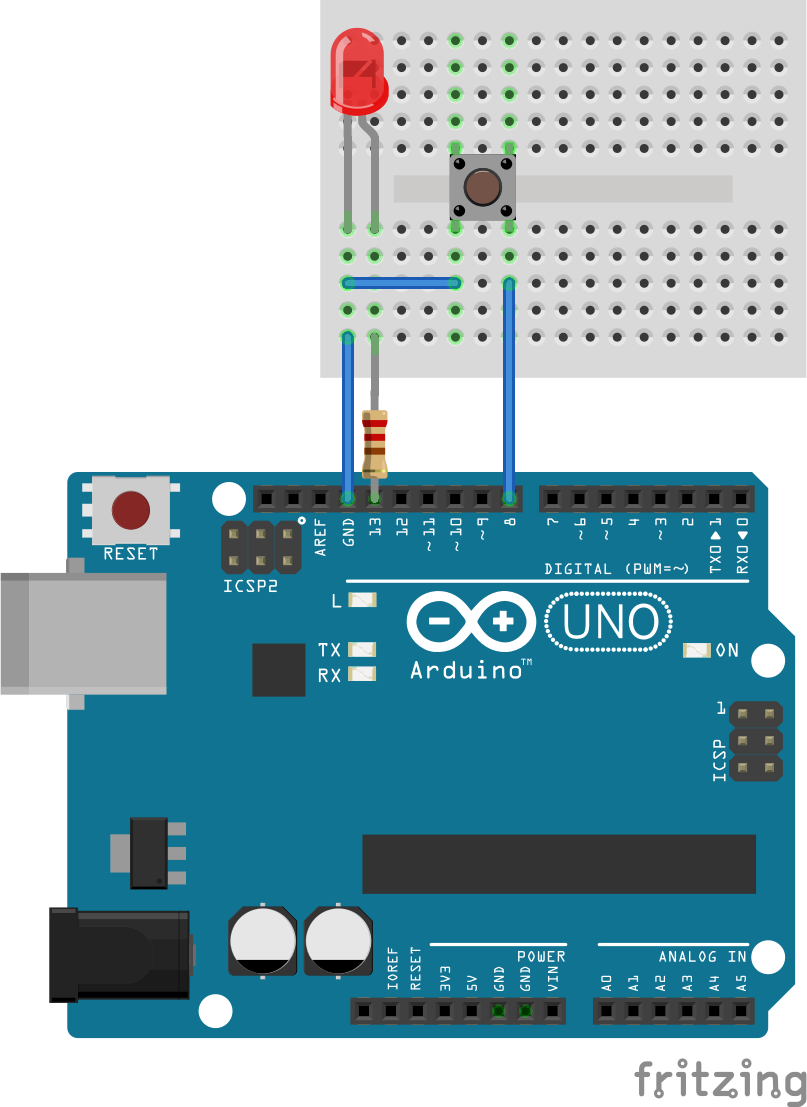 RESET
ICSP2
AREF
GND
13
12
~11
~10
~9
8
7
~6
~5
4
~3
2
TX0▶1
RX0◀0
DIGITAL (PWM=~)
L
TX
RX
Arduino™
UNO
ON
1
ICSP
IOREF
RESET
3V3
5V
GND
GND
VIN
POWER
A0
A1
A2
A3
A4
A5
ANALOG IN
fritzing